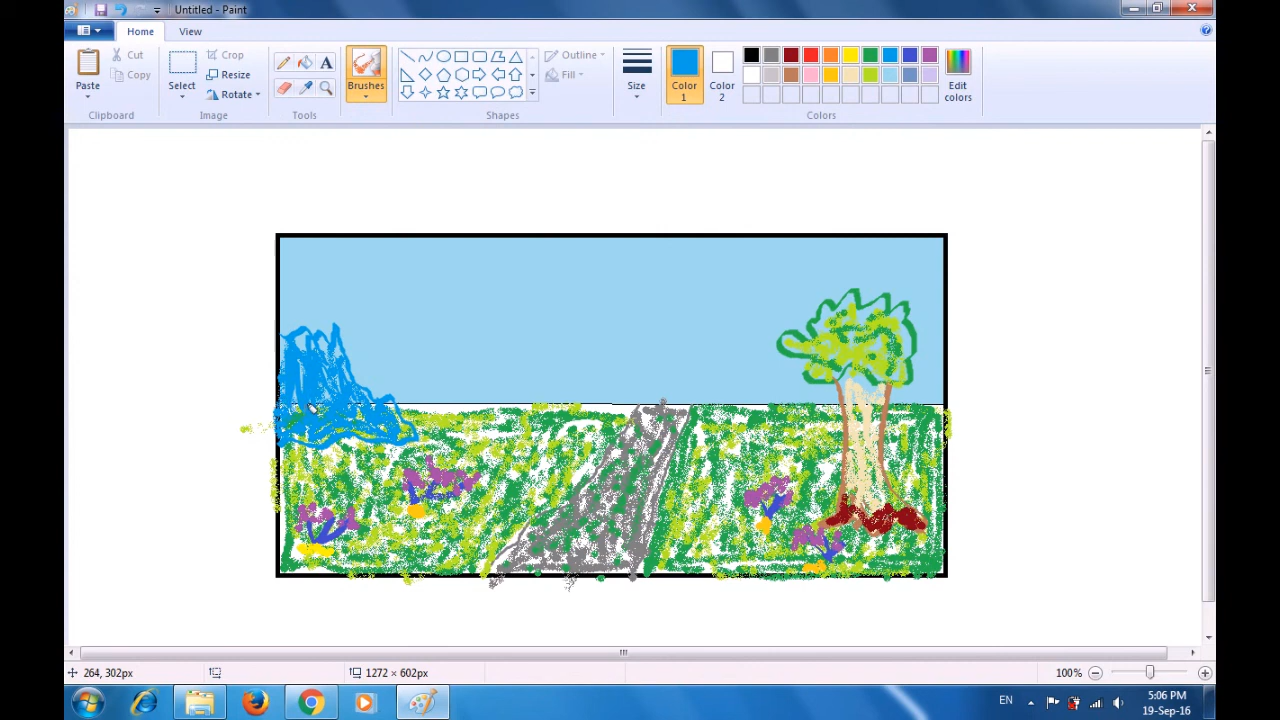 Untitled - Paint
Home View
Cut
Copy
Paste
Clipboard
Select
Crop
Resize
Rotate
Image
A
Tools
Brushes
Outline
Fill
Shapes
Size
Color 1
Color 2
Edit colors
Colors
264, 302px
1272 × 602px
100%
EN
5:06 PM
19-Sep-16